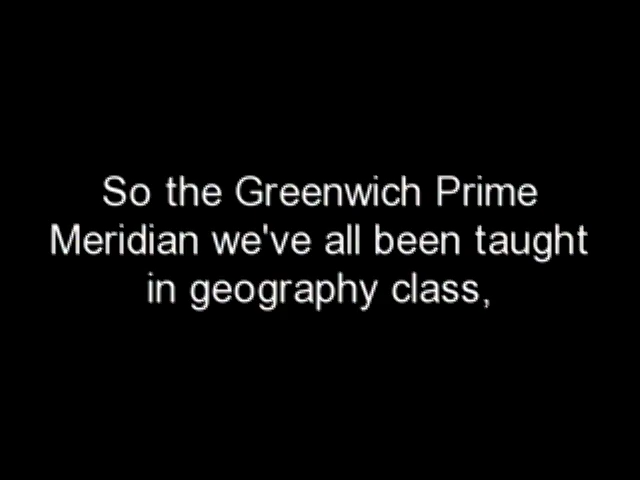 So the Greenwich Prime
Meridian we've all been taught
in geography class,